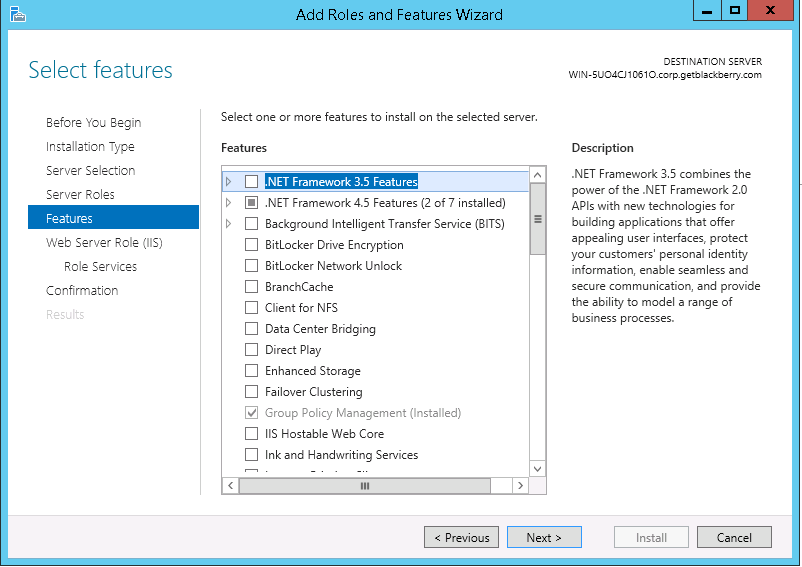 Add Roles and Features Wizard
Select features
DESTINATION SERVER
WIN-5UO4CJ1061O.corp.getblackberry.com
Before You Begin
Installation Type
Server Selection
Server Roles
Features
Web Server Role (IIS)
Role Services
Confirmation
Results
Select one or more features to install on the selected server.
Features
.NET Framework 3.5 Features
.NET Framework 4.5 Features (2 of 7 installed)
Background Intelligent Transfer Service (BITS)
BitLocker Drive Encryption
BitLocker Network Unlock
BranchCache
Client for NFS
Data Center Bridging
Direct Play
Enhanced Storage
Failover Clustering
Group Policy Management (Installed)
IIS Hostable Web Core
Ink and Handwriting Services
Description
.NET Framework 3.5 combines the
power of the .NET Framework 2.0
APIs with new technologies for
building applications that offer
appealing user interfaces, protect
your customers' personal identity
information, enable seamless and
secure communication, and provide
the ability to model a range of
business processes.
< Previous
Next >
Install
Cancel